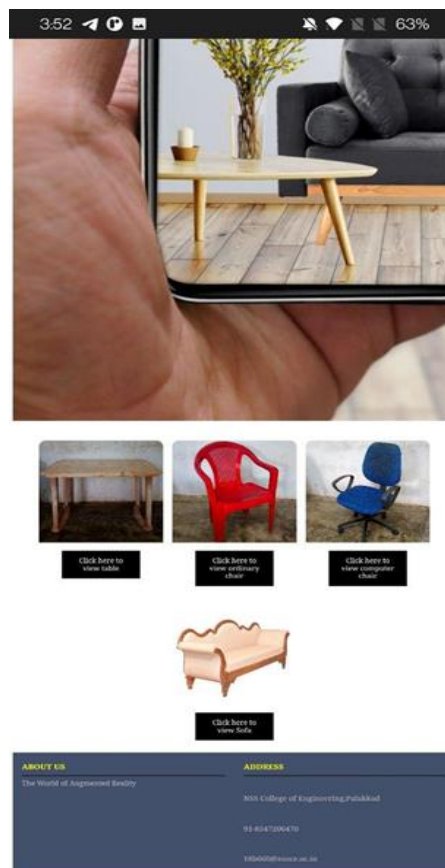 3:52
63%
Click here to
view table
Click here to
view ordinary
chair
Click here to
view computer
chair
Click here to
view Sofa
ABOUT US
The World of Augmented Reality
ADDRESS
NSS College of Engineering,Palakkad